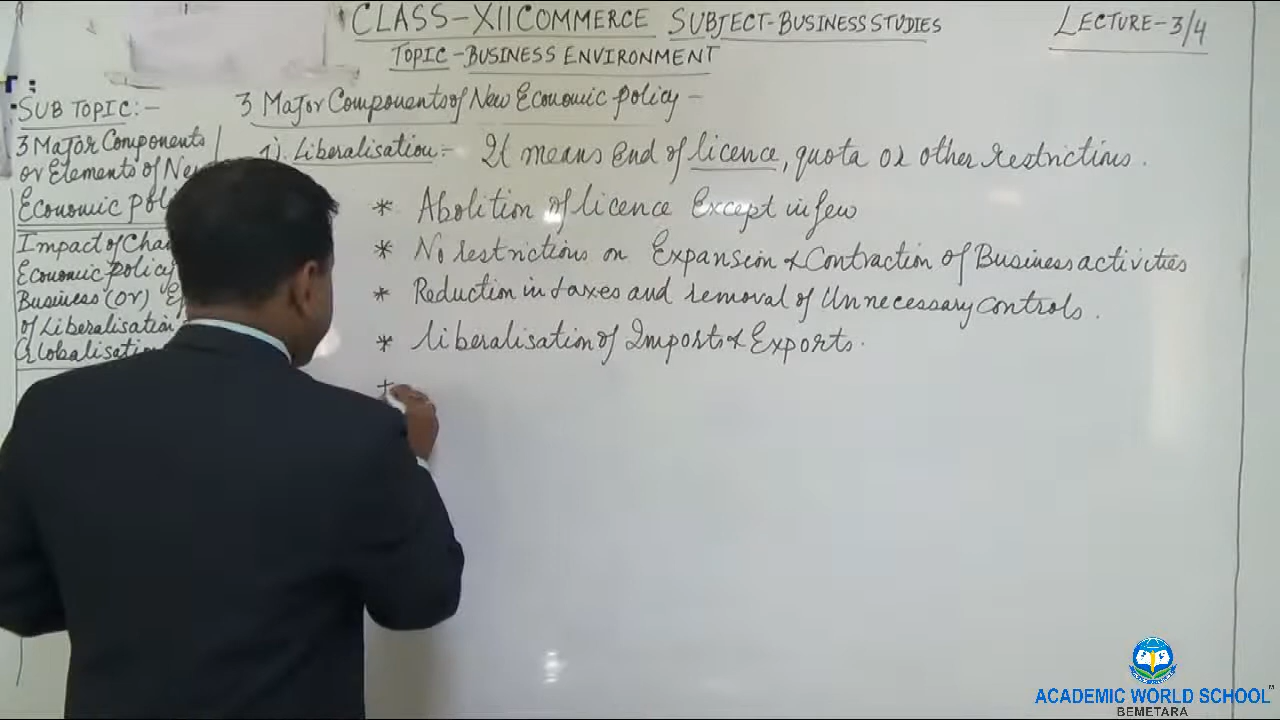 CLASS-XII COMMERCE SUBJECT-BUSINESS STUDIES
LECTURE-3/4
TOPIC-BUSINESS ENVIRONMENT
SUB TOPIC:-
3 Major Components
or Elements of
Economic
Impact of
Economic policy
Business (or)
of Liberalisation
Globalisation
3 Major Components of New Economic policy -
1). Liberalisation:- It means End of licence, quota or other restrictions.
* Abolition of licence Except in few
* No restrictions on Expansion & Contraction of Business activities
* Reduction in taxes and removal of Unnecessary controls.
* liberalisation of Imports & Exports.
ACADEMIC WORLD SCHOOL
BEMETARA